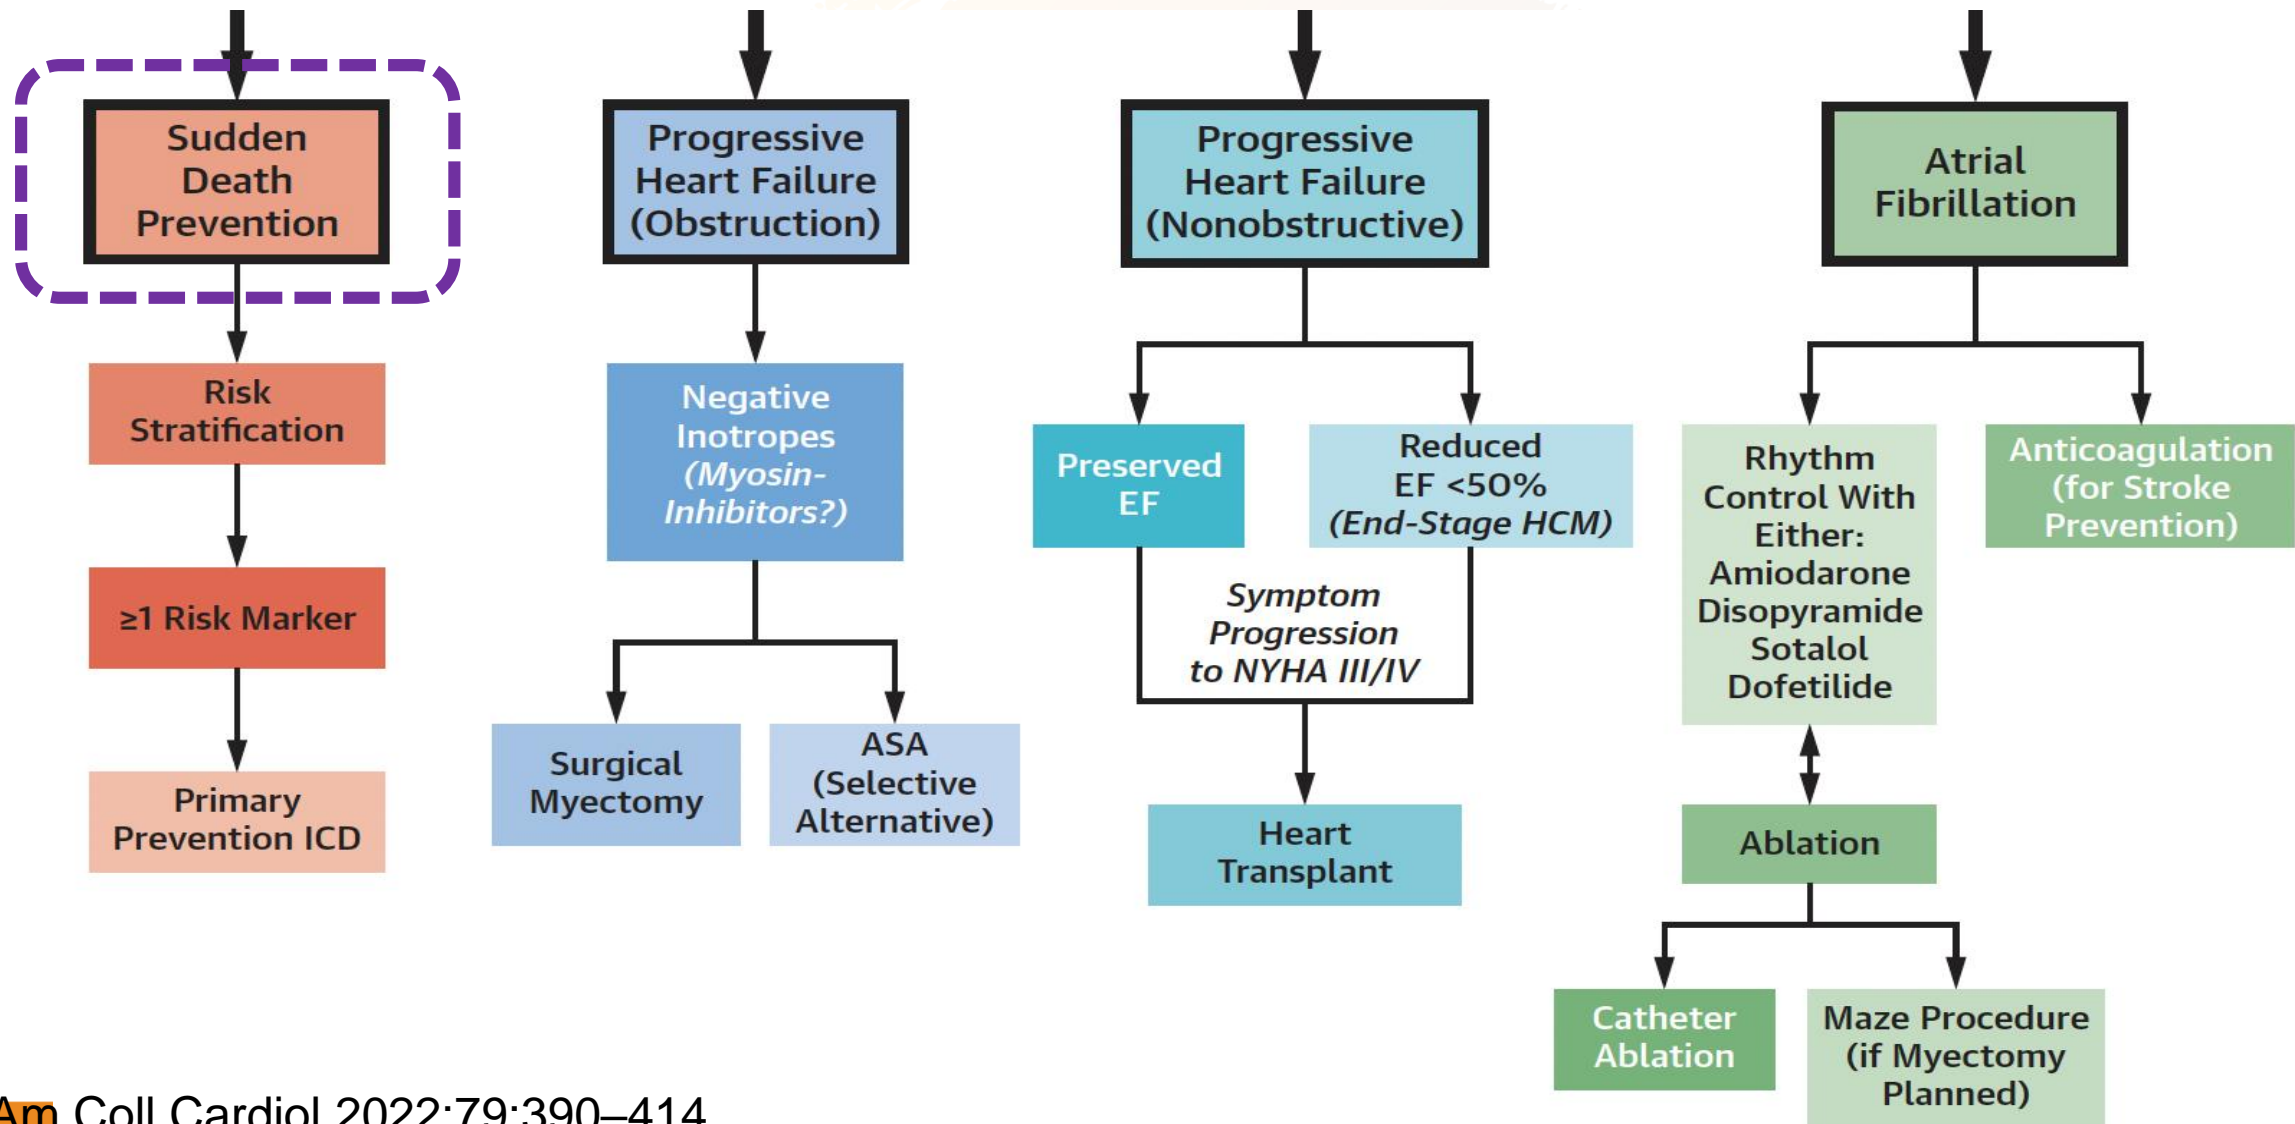 Sudden
Death
Prevention
Risk
Stratification
≥1 Risk Marker
Primary
Prevention ICD
Progressive
Heart Failure
(Obstruction)
Negative
Inotropes
(Myosin-
Inhibitors?)
Surgical
Myectomy
ASA
(Selective
Alternative)
Progressive
Heart Failure
(Nonobstructive)
Preserved
EF
Reduced
EF <50%
(End-Stage HCM)
Symptom
Progression
to NYHA III/IV
Heart
Transplant
Atrial
Fibrillation
Rhythm
Control With
Either:
Amiodarone
Disopyramide
Sotalol
Dofetilide
Anticoagulation
(for Stroke
Prevention)
Ablation
Catheter
Ablation
Maze Procedure
(if Myectomy
Planned)
Am Coll Cardiol 2022;79:390–414